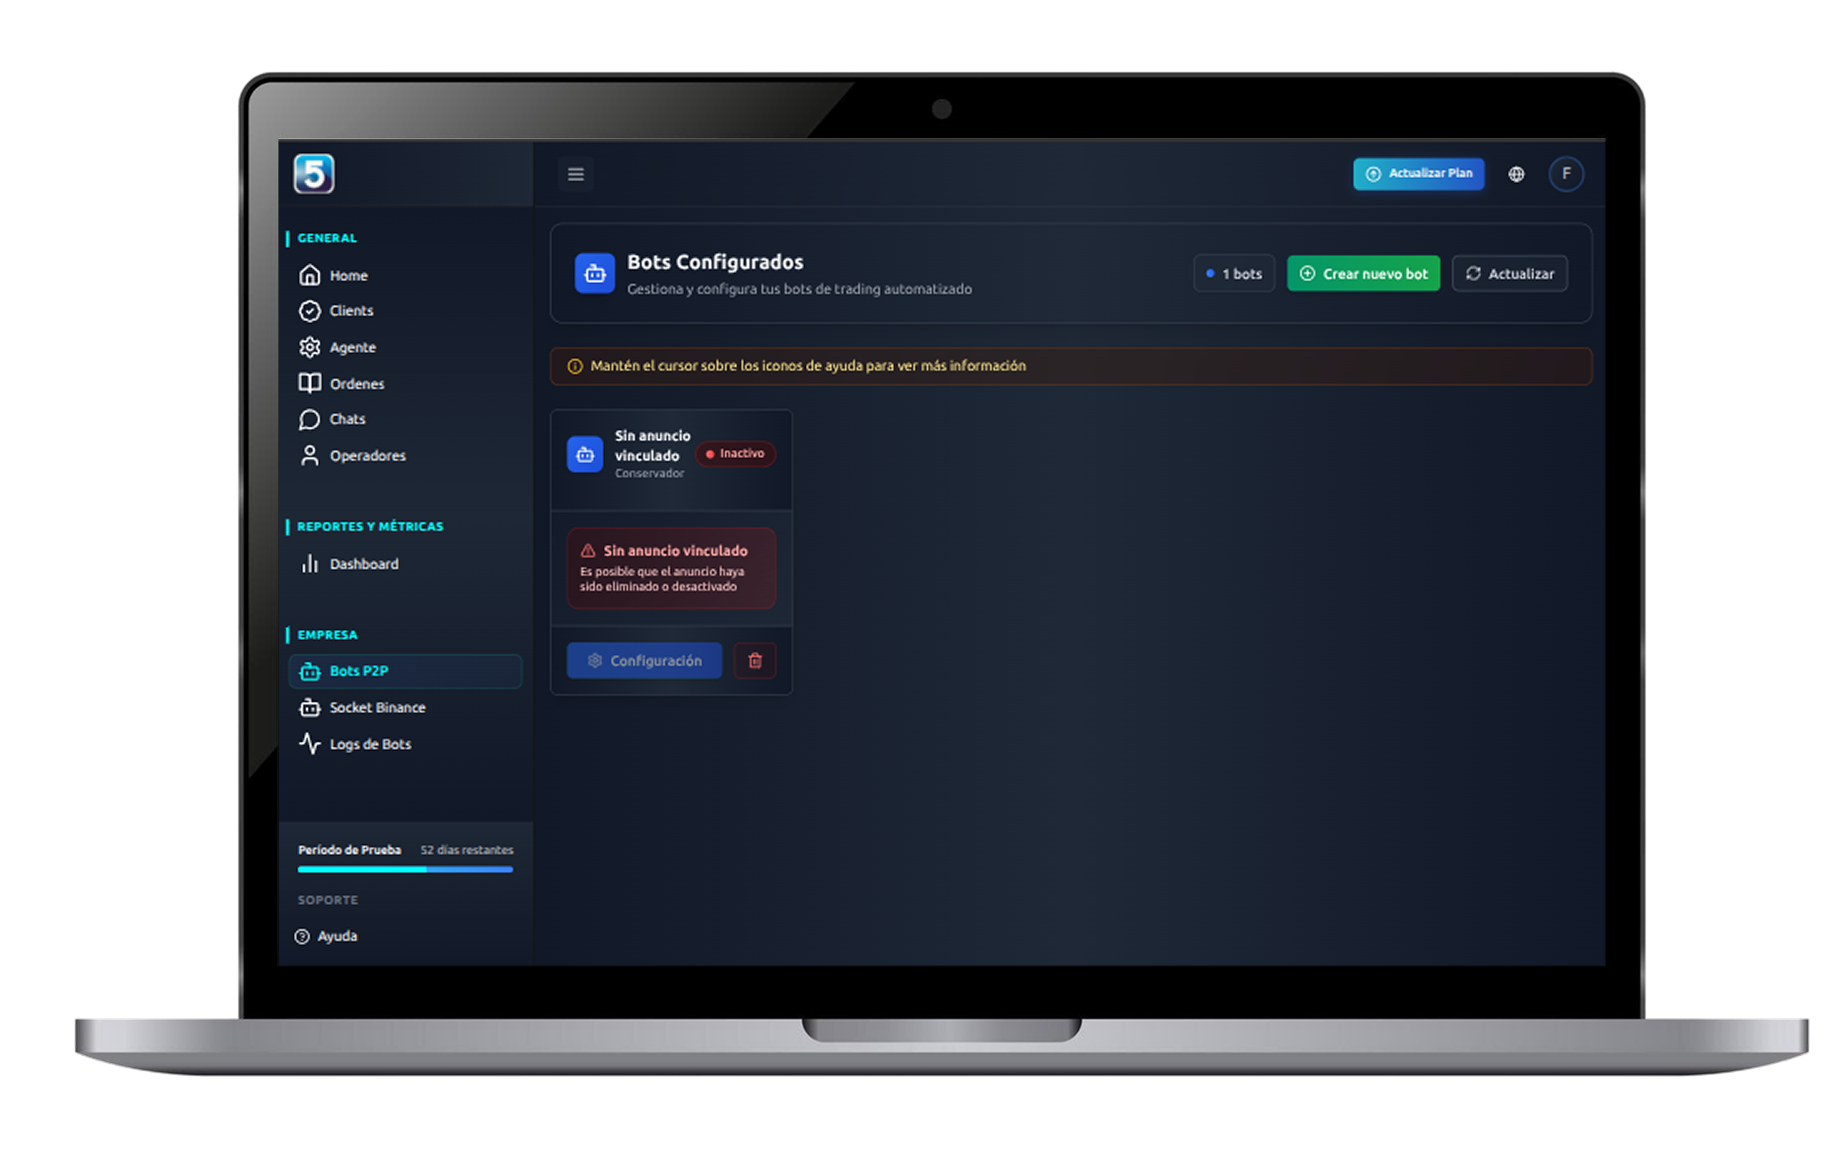 5
Actualizar Plan
F
GENERAL
Home
Clients
Agente
Ordenes
Chats
Operadores
REPORTES Y MÉTRICAS
Dashboard
EMPRESA
Bots P2P
Socket Binance
Logs de Bots
Período de Prueba 52 días restantes
SOPORTE
Ayuda
Bots Configurados
Gestiona y configura tus bots de trading automatizado
1 bots
Crear nuevo bot
Actualizar
Mantén el cursor sobre los iconos de ayuda para ver más información
Sin anuncio
vinculado
Conservador
Inactivo
Sin anuncio vinculado
Es posible que el anuncio haya
sido eliminado o desactivado
Configuración